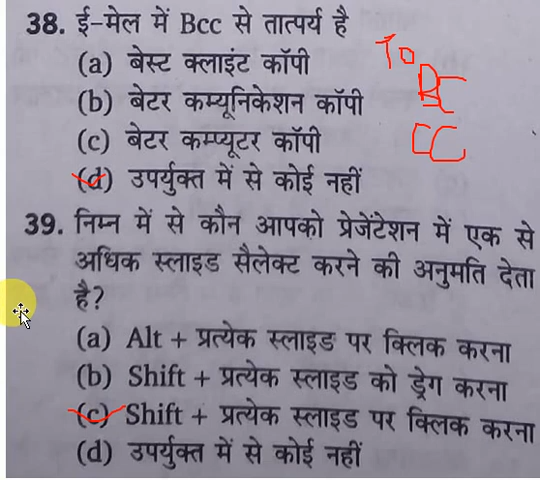 38. ई-मेल में Bcc से तात्पर्य है
(a) बेस्ट क्लाइंट कॉपी
(b) बेटर कम्यूनिकेशन कॉपी
(c) बेटर कम्प्यूटर कॉपी
(d) उपर्युक्त में से कोई नहीं
To
BC
CC
39. निम्न में से कौन आपको प्रेजेंटेशन में एक से
अधिक स्लाइड सैलेक्ट करने की अनुमति देता
है?
(a) Alt + प्रत्येक स्लाइड पर क्लिक करना
(b) Shift + प्रत्येक स्लाइड को ड्रेग करना
(c) Shift + प्रत्येक स्लाइड पर क्लिक करना
(d) उपर्युक्त में से कोई नहीं